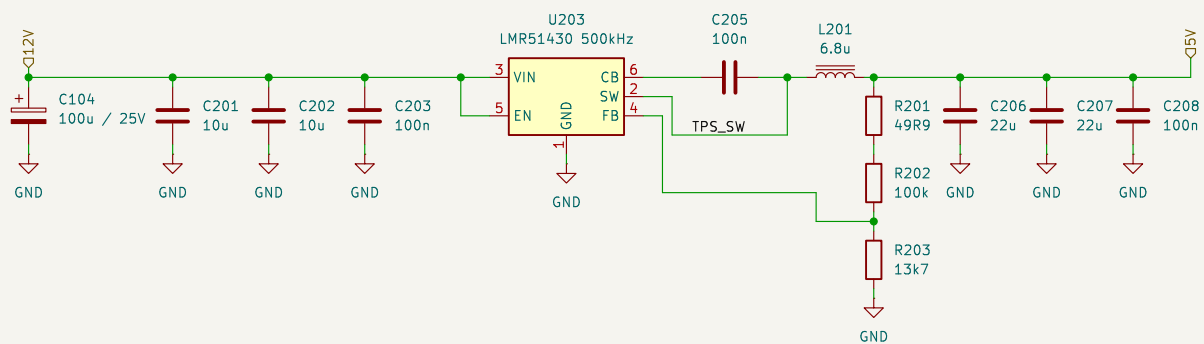 12V
C104
100u / 25V
GND
C201
10u
GND
C202
10u
GND
C203
100n
GND
U203
LMR51430 500kHz
3
VIN
5
EN
GND
1
CB
6
SW
2
FB
4
GND
TPS_SW
C205
100n
L201
6.8u
R201
49R9
R202
100k
R203
13k7
GND
C206
22u
GND
C207
22u
GND
C208
100n
GND
5V